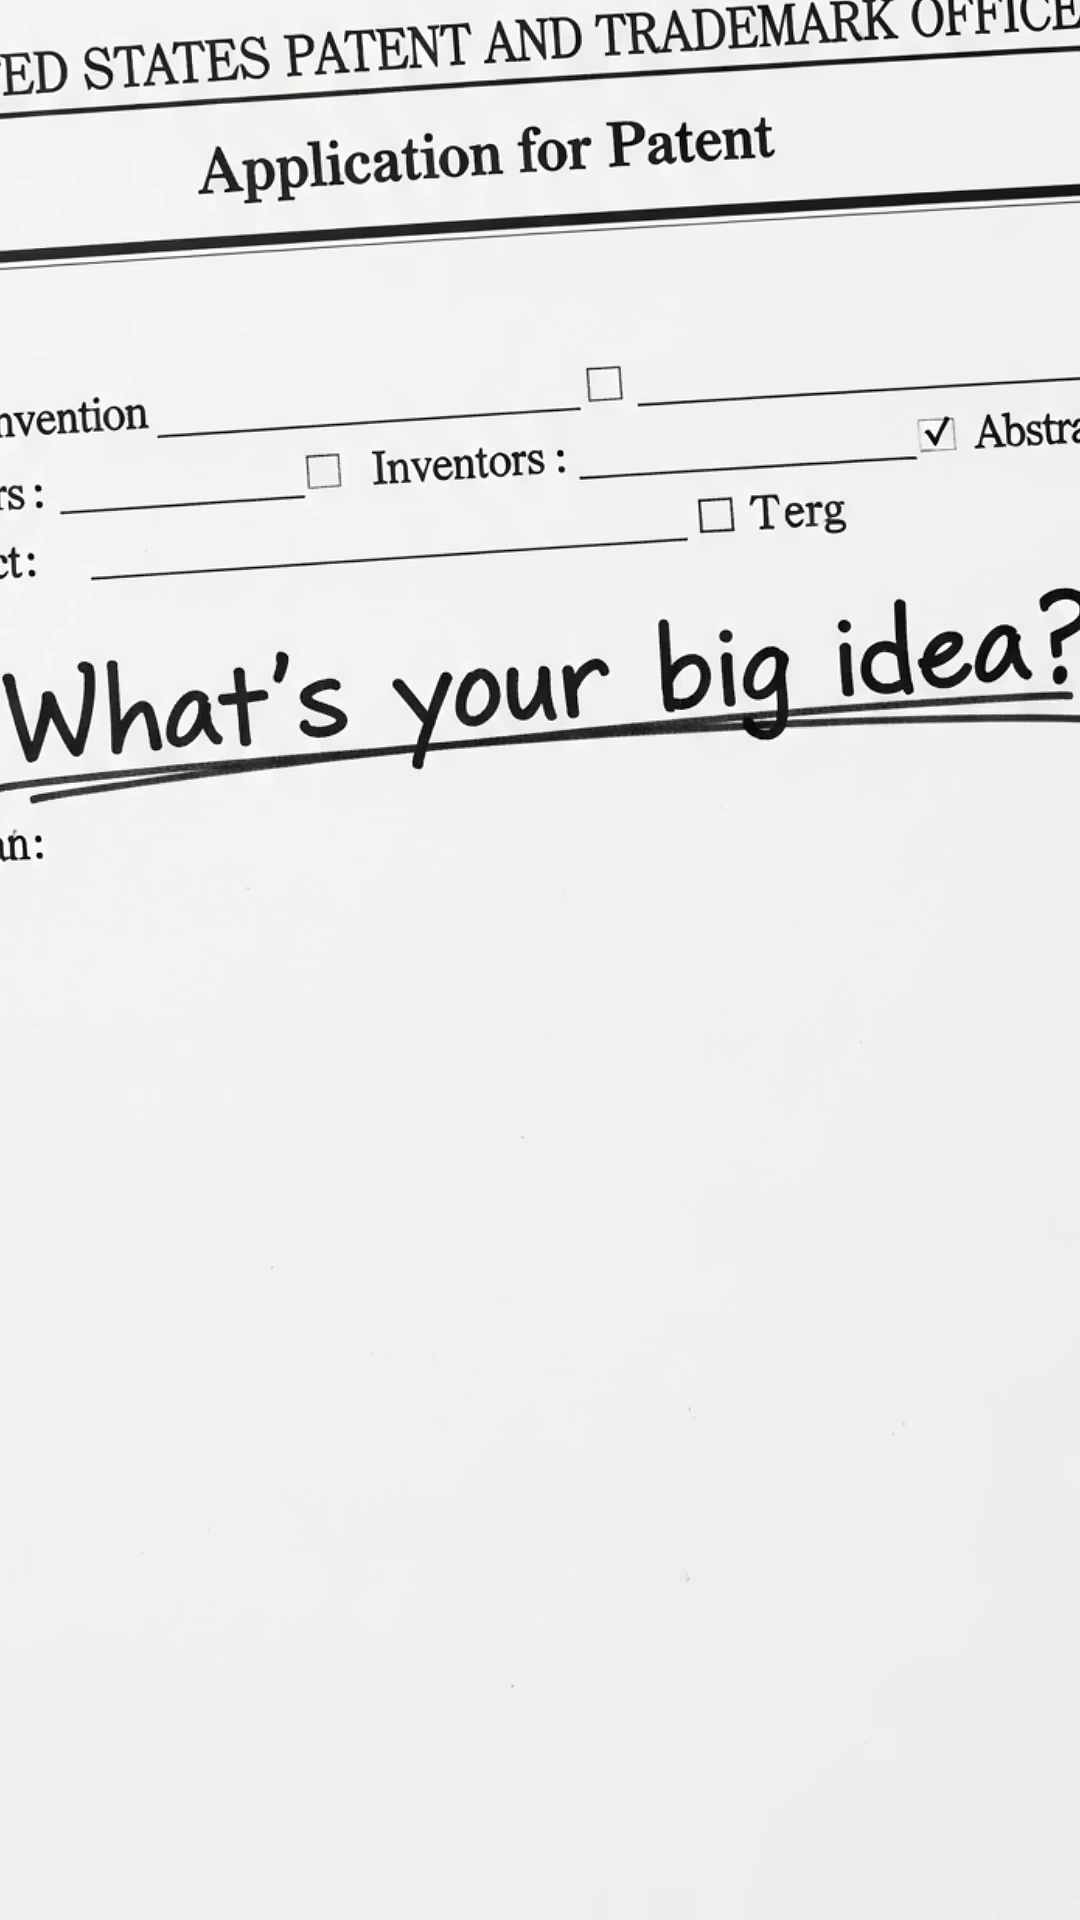 ED STATES PATENT AND TRADEMARK OFFICE
Application for Patent
nvention
rs: Inventors: Abstra
ct: Terg
What's your big idea?
an: